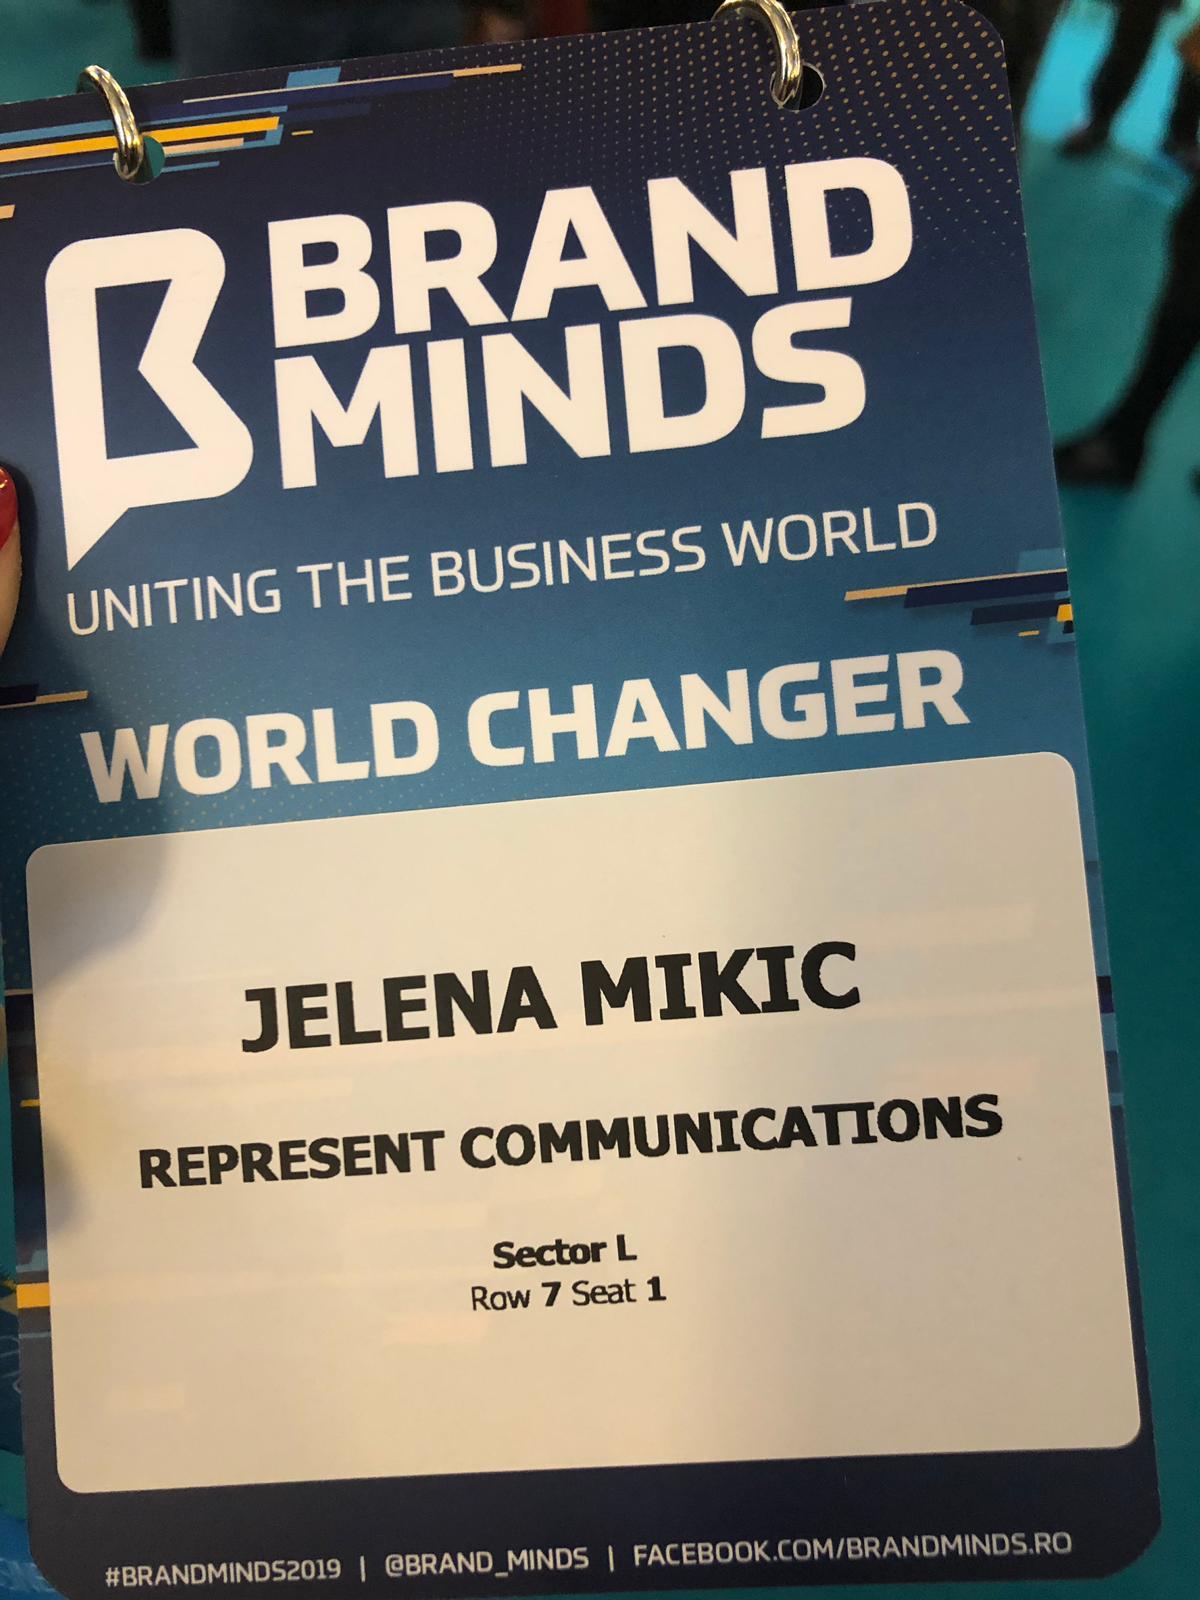 BRAND
MINDS
UNITING THE BUSINESS WORLD
WORLD CHANGER
JELENA MIKIC
REPRESENT COMMUNICATIONS
Sector L
Row 7 Seat 1
#BRANDMINDS2019 | @BRAND_MINDS | FACEBOOK.COM/BRANDMINDS.RO